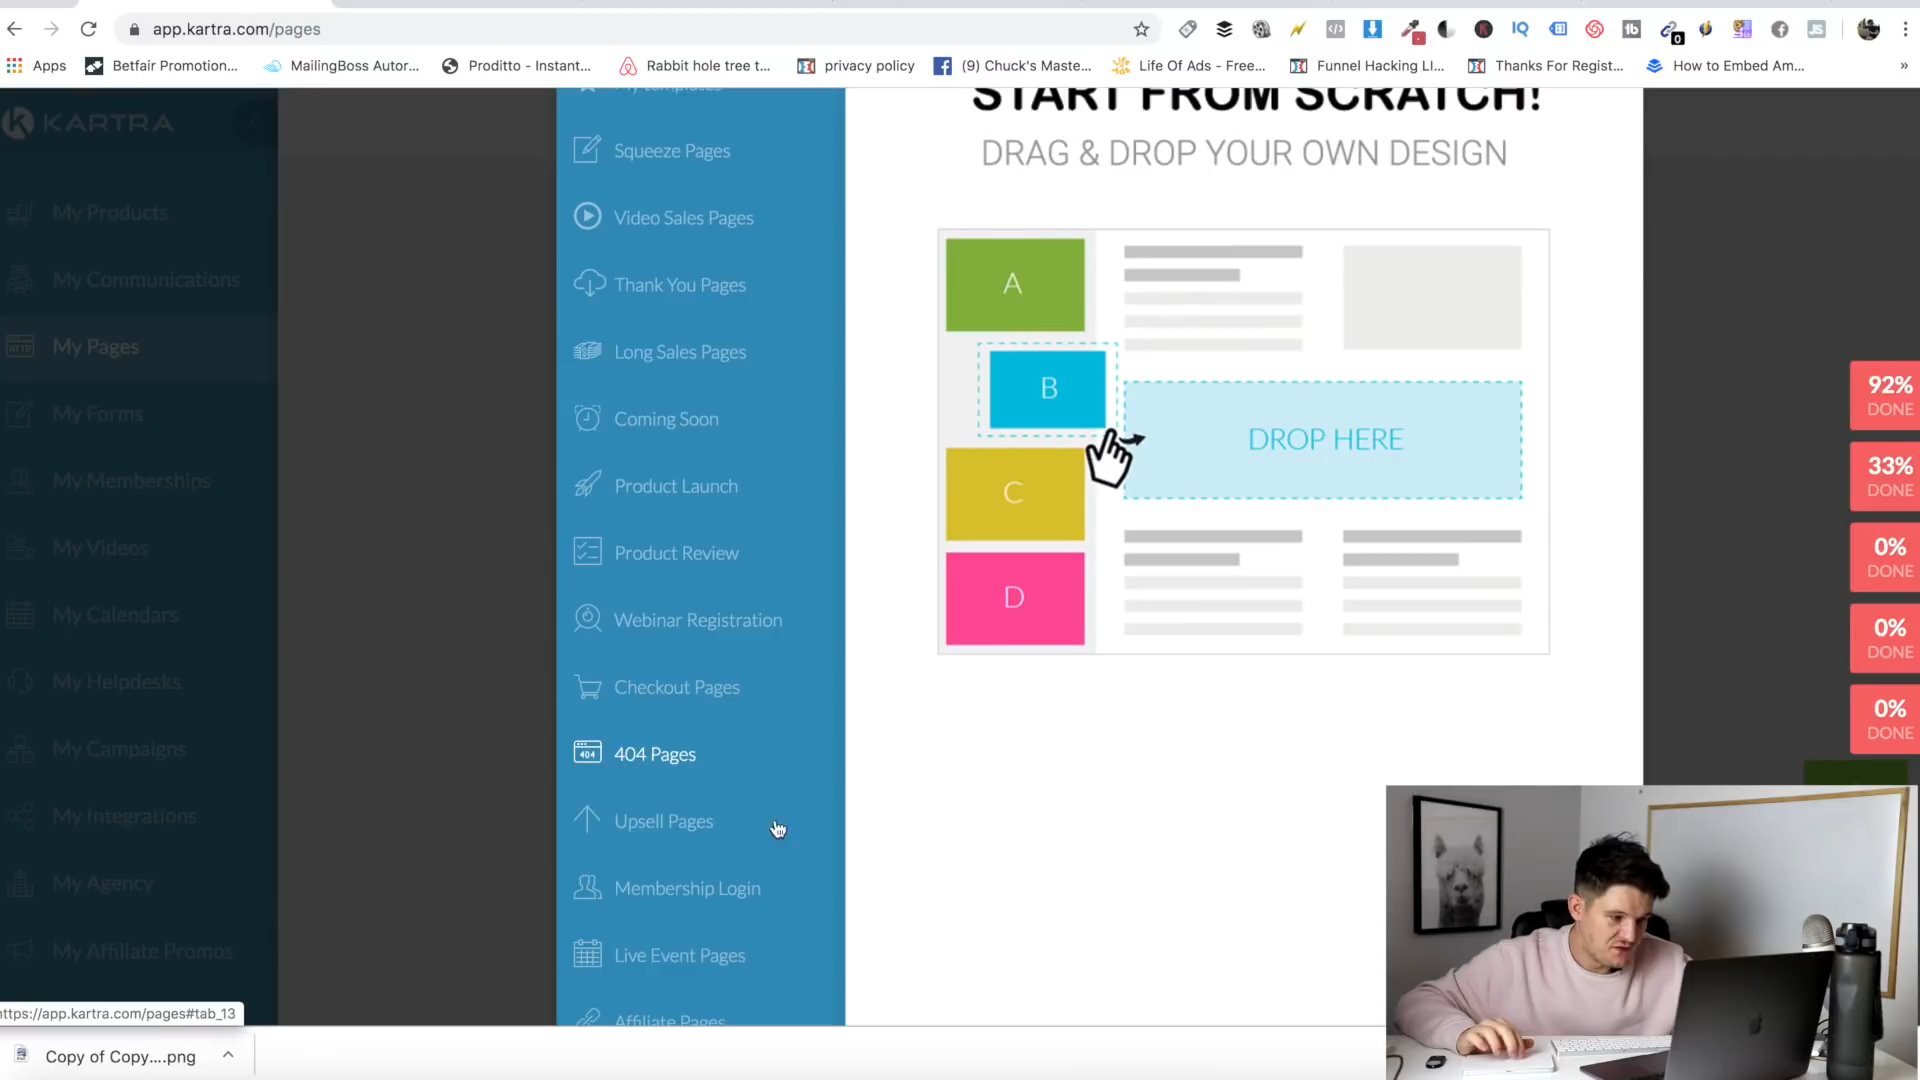 app.kartra.com/pages
Apps
Betfair Promotion...
MailingBoss Autor...
Proditto - Instant...
Rabbit hole tree t...
privacy policy
(9) Chuck's Maste...
Life Of Ads - Free...
Funnel Hacking LI...
Thanks For Regist...
How to Embed Am...
»
KARTRA
My Products
My Communications
My Pages
My Forms
My Memberships
My Videos
My Calendars
My Helpdesks
My Campaigns
My Integrations
My Agency
My Affiliate Promos
My templates
Squeeze Pages
Video Sales Pages
Thank You Pages
Long Sales Pages
Coming Soon
Product Launch
Product Review
Webinar Registration
Checkout Pages
404 Pages
Upsell Pages
Membership Login
Live Event Pages
Affiliate Pages
START FROM SCRATCH!
DRAG & DROP YOUR OWN DESIGN
A
B
C
D
DROP HERE
92%
DONE
33%
DONE
0%
DONE
0%
DONE
0%
DONE
https://app.kartra.com/pages#tab_13
Copy of Copy....png